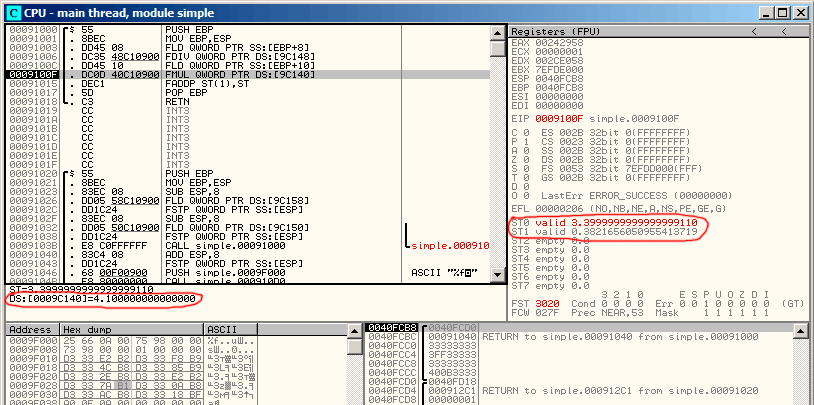 CPU - main thread, module simple
00091000 $ 55 PUSH EBP
00091001 . 8BEC MOV EBP,ESP
00091003 . DD45 08 FLD QWORD PTR SS:[EBP+8]
00091006 . DC35 48C10900 FDIV QWORD PTR DS:[9C148]
0009100C . DD45 10 FLD QWORD PTR SS:[EBP+10]
0009100F . DC0D 40C10900 FMUL QWORD PTR DS:[9C140]
00091015 . DEC1 FADDP ST(1),ST
00091017 . 5D POP EBP
00091018 . C3 RETN
00091019 CC INT3
0009101A CC INT3
0009101B CC INT3
0009101C CC INT3
0009101D CC INT3
0009101E CC INT3
0009101F CC INT3
00091020 $ 55 PUSH EBP
00091021 . 8BEC MOV EBP,ESP
00091023 . 83EC 08 SUB ESP,8
00091026 . DD05 58C10900 FLD QWORD PTR DS:[9C158]
0009102C . DD1C24 FSTP QWORD PTR SS:[ESP]
0009102F . 83EC 08 SUB ESP,8
00091032 . DD05 50C10900 FLD QWORD PTR DS:[9C150]
00091038 . DD1C24 FSTP QWORD PTR SS:[ESP]
0009103B . E8 C0FFFFFF CALL simple.00091000 simple.0009100
00091040 . 83C4 08 ADD ESP,8
00091043 . DD1C24 FSTP QWORD PTR SS:[ESP]
00091046 . 68 00F00900 PUSH simple.0009F000 ASCII "%f
ST=3.3999999999999999110
DS:[0009C140]=4.100000000000000
Registers (FPU) < <
EAX 00242958
ECX 00000001
EDX 002CE058
EBX 7EFDE000
ESP 0040FCB8
EBP 0040FCB8
ESI 00000000
EDI 00000000
EIP 0009100F simple.0009100F
C 0 ES 002B 32bit 0(FFFFFFFF)
P 1 CS 0023 32bit 0(FFFFFFFF)
A 0 SS 002B 32bit 0(FFFFFFFF)
Z 0 DS 002B 32bit 0(FFFFFFFF)
S 0 FS 0053 32bit 7EFDD000(FFF)
T 0 GS 002B 32bit 0(FFFFFFFF)
D 0
O 0 LastErr ERROR_SUCCESS (00000000)
EFL 00000206 (NO,NB,NE,A,NS,PE,GE,G)
ST0 valid 3.3999999999999999110
ST1 valid 0.3821656050955413719
ST2 empty 0.0
ST3 empty 0.0
ST4 empty 0.0
ST5 empty 0.0
ST6 empty 0.0
ST7 empty 0.0
3 2 1 0 E S P U O Z D I
FST 3020 Cond 0 0 0 0 Err 0 0 1 0 0 0 0 0 (GT)
FCW 027F Prec NEAR,53 Mask 1 1 1 1 1 1
Address Hex dump ASCII
0009F000 25 66 0A 00 75 98 00 00
0009F008 73 98 00 00 01 00 00 00
0009F010 D3 33 E2 B2 D3 33 F8 B9
0009F018 D3 33 4C B8 D3 33 85 B9
0009F020 D3 33 2E B8 D3 33 E2 B2
0009F028 D3 33 7A B1 D3 33 0A B8
0009F030 D3 33 AC B8 D3 33 18 BF
0040FCB8 0040FCD0
0040FCBC 00091040 RETURN to simple.00091040 from simple.00091000
0040FCC0 33333333
0040FCC4 3FF33333
0040FCC8 33333333
0040FCCC 400B3333
0040FCD0 0040FD18
0040FCD4 000912C1 RETURN to simple.000912C1 from simple.00091020
0040FCD8 00000001